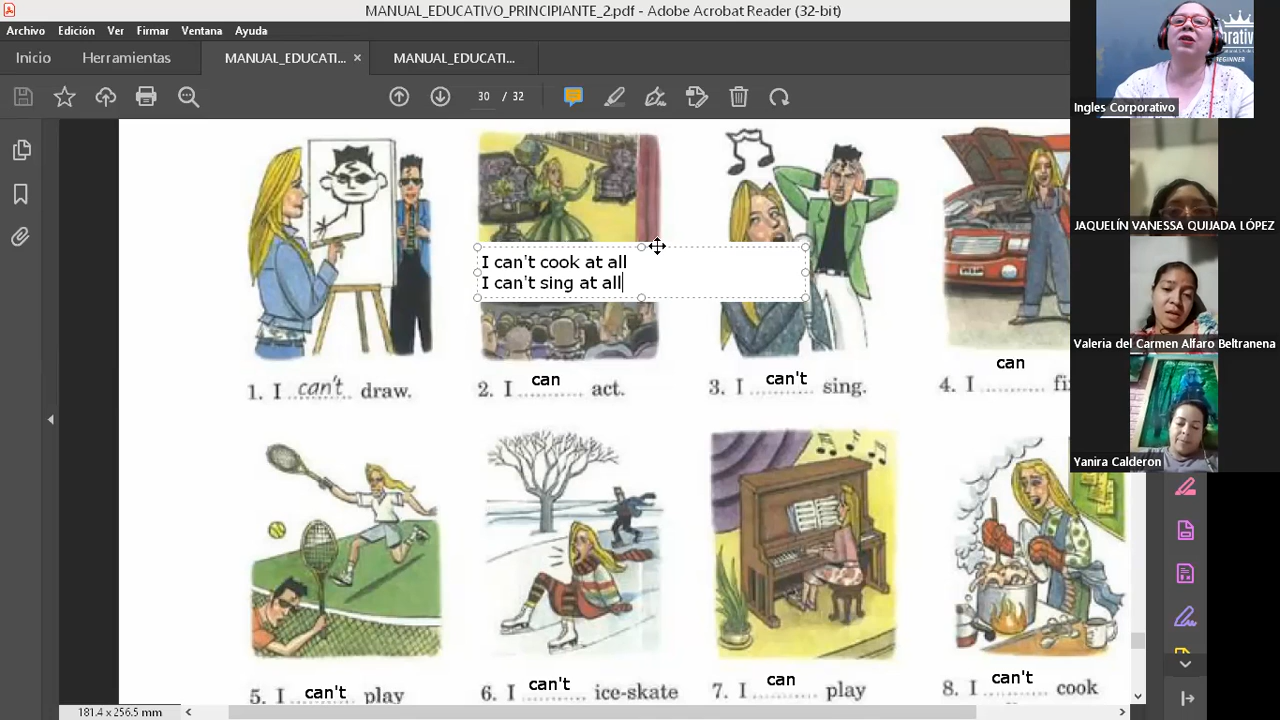 MANUAL_EDUCATIVO_PRINCIPIANTE_2.pdf - Adobe Acrobat Reader (32-bit)
Archivo Edición Ver Firmar Ventana Ayuda
Inicio Herramientas MANUAL_EDUCATI... × MANUAL_EDUCATI...
30 / 32
BEGINNER
Ingles Corporativo
JAQUELÍN VANESSA QUIJADA LÓPEZ
I can't cook at all
I can't sing at all
Valeria del Carmen Alfaro Beltranena
1. I can't draw.
2. I can act.
3. I can't sing.
4. I can
Yanira Calderon
5. I can't play
6. I can't ice-skate
7. I can play
8. I can't cook
181.4 x 256.5 mm